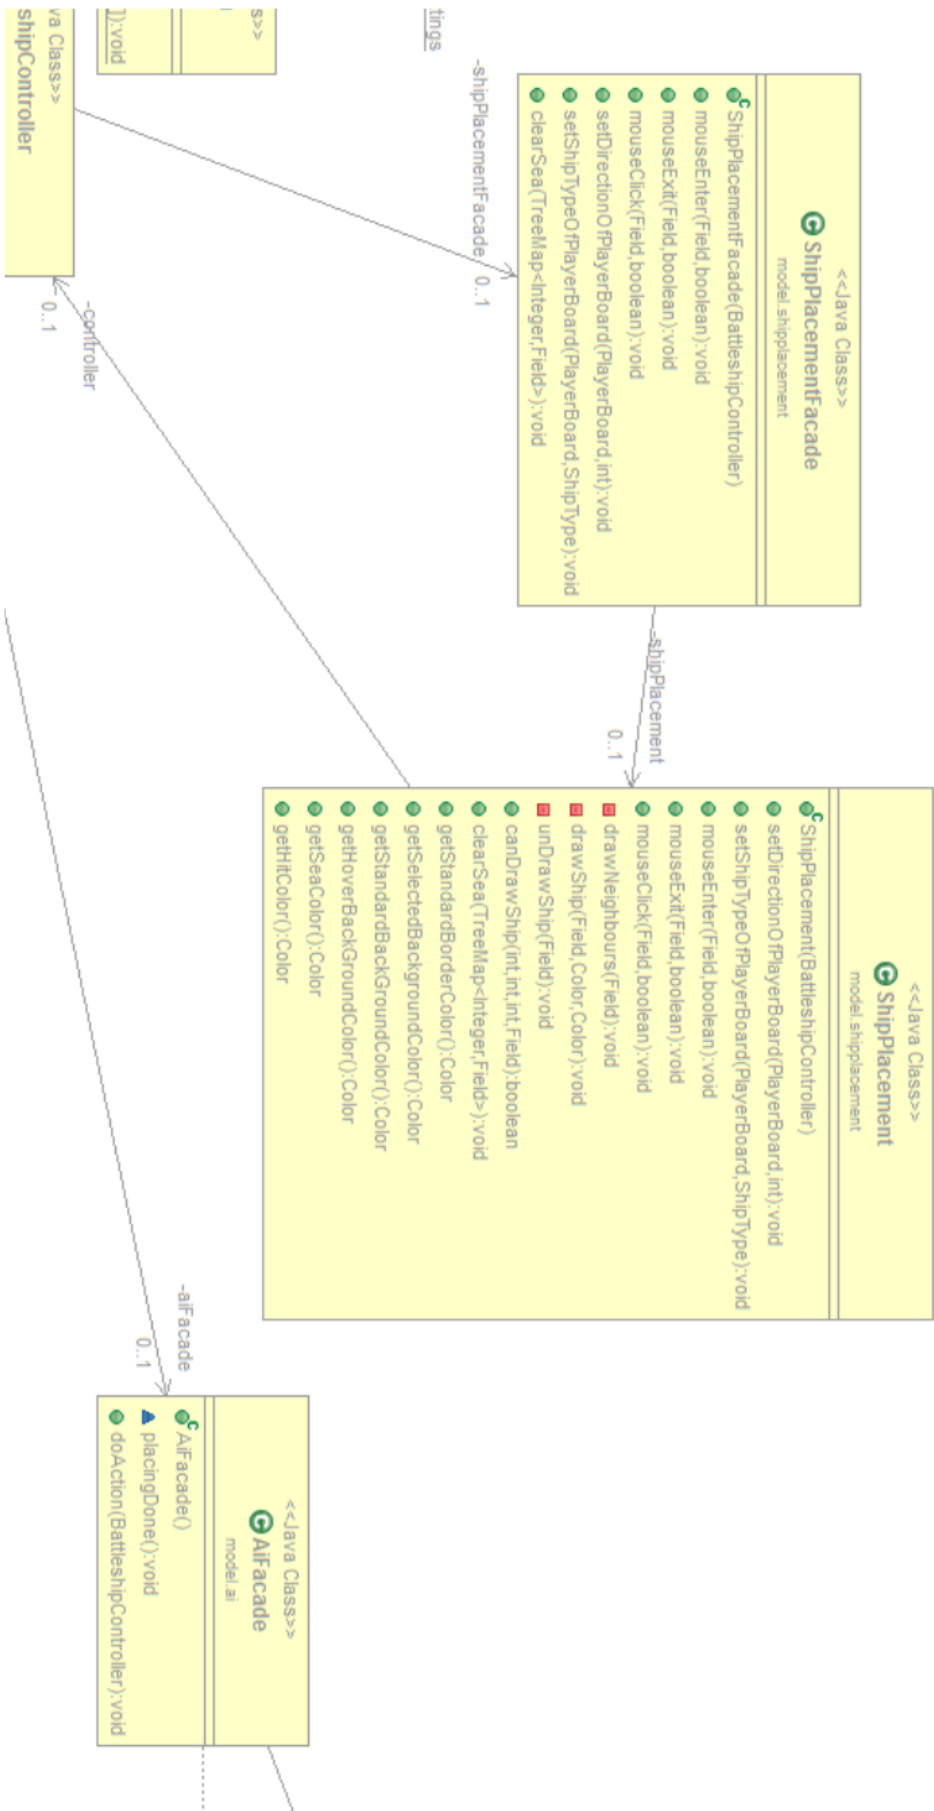 <<Java Class>>
ShipPlacementFacade
model.shipplacement
ShipPlacementFacade(BattleshipController)
mouseEnter(Field,boolean):void
mouseExit(Field,boolean):void
mouseClick(Field,boolean):void
setDirectionOfPlayerBoard(PlayerBoard,int):void
setShipTypeOfPlayerBoard(PlayerBoard,ShipType):void
clearSea(TreeMap<Integer,Field>):void
-shipPlacementFacade
0..1
tings
s>>
]):void
va Class>>
shipController
-controller
0..1
-shipPlacement
0..1
<<Java Class>>
ShipPlacement
model.shipplacement
ShipPlacement(BattleshipController)
setDirectionOfPlayerBoard(PlayerBoard,int):void
setShipTypeOfPlayerBoard(PlayerBoard,ShipType):void
mouseEnter(Field,boolean):void
mouseExit(Field,boolean):void
mouseClick(Field,boolean):void
drawNeighbours(Field):void
drawShip(Field,Color,Color):void
unDrawShip(Field):void
canDrawShip(int,int,int,Field):boolean
clearSea(TreeMap<Integer,Field>):void
getStandardBorderColor():Color
getSelectedBackgroundColor():Color
getStandardBackGroundColor():Color
getHoverBackGroundColor():Color
getSeaColor():Color
getHitColor():Color
-aiFacade
0..1
<<Java Class>>
AiFacade
model.ai
AiFacade()
placingDone():void
doAction(BattleshipController):void